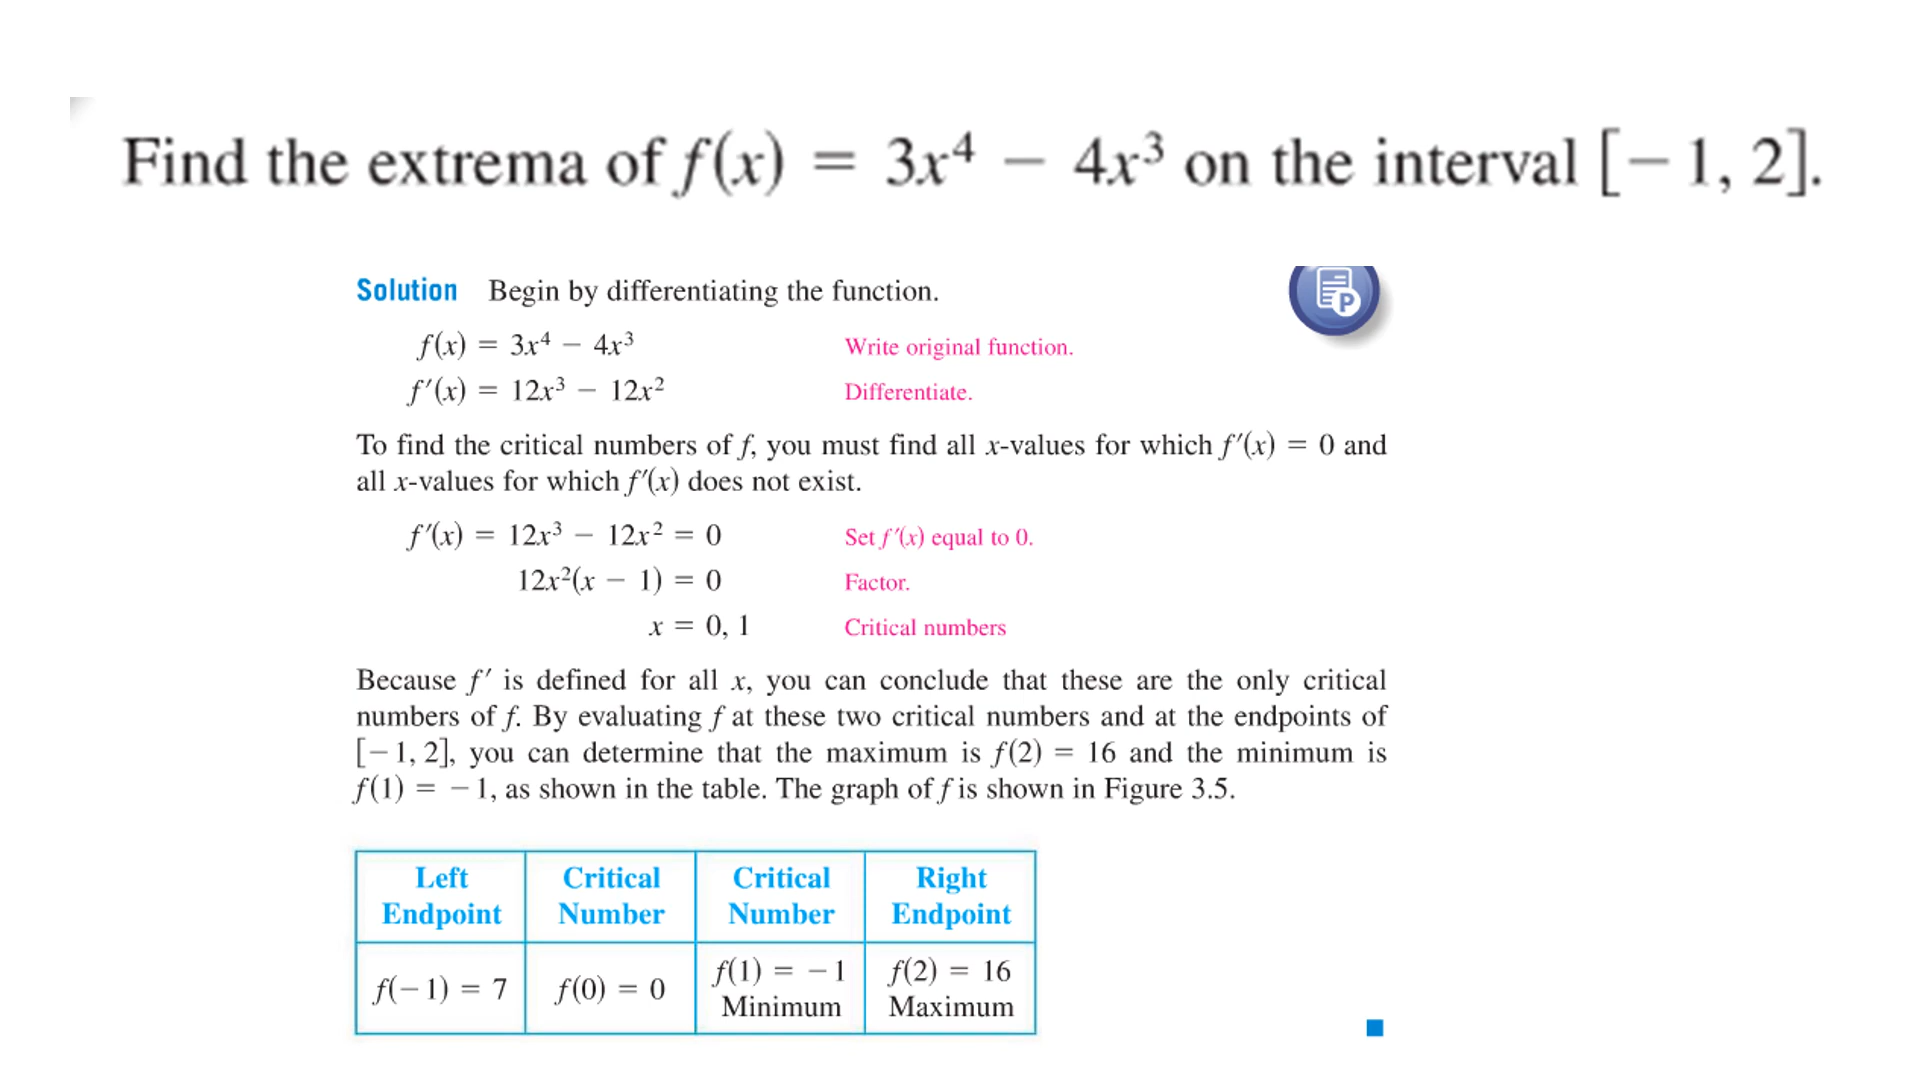 Find the extrema of f(x) = 3x⁴ − 4x³ on the interval [−1, 2].
Solution Begin by differentiating the function.
P
f(x) = 3x⁴ − 4x³ Write original function.
f′(x) = 12x³ − 12x² Differentiate.
To find the critical numbers of f, you must find all x-values for which f′(x) = 0 and
all x-values for which f′(x) does not exist.
f′(x) = 12x³ − 12x² = 0 Set f′(x) equal to 0.
12x²(x − 1) = 0 Factor.
x = 0, 1 Critical numbers
Because f′ is defined for all x, you can conclude that these are the only critical
numbers of f. By evaluating f at these two critical numbers and at the endpoints of
[−1, 2], you can determine that the maximum is f(2) = 16 and the minimum is
f(1) = −1, as shown in the table. The graph of f is shown in Figure 3.5.
Left Endpoint
Critical Number
Critical Number
Right Endpoint
f(−1) = 7
f(0) = 0
f(1) = −1 Minimum
f(2) = 16 Maximum